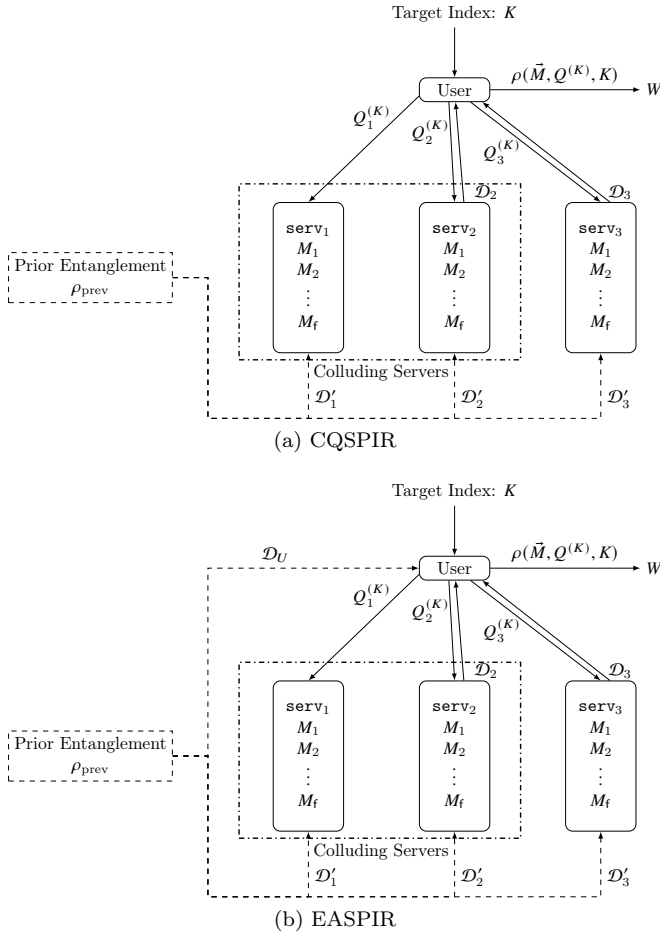 Target Index: K
User
ρ(M⃗, Q^(K), K)
W
Q_1^(K)
Q_2^(K)
Q_3^(K)
𝒟_2
𝒟_3
serv_1
M_1
M_2
⋮
M_f
serv_2
M_1
M_2
⋮
M_f
serv_3
M_1
M_2
⋮
M_f
Prior Entanglement
ρ_prev
Colluding Servers
𝒟′_1
𝒟′_2
𝒟′_3
(a) CQSPIR
Target Index: K
𝒟_U
User
ρ(M⃗, Q^(K), K)
W
Q_1^(K)
Q_2^(K)
Q_3^(K)
𝒟_2
𝒟_3
serv_1
M_1
M_2
⋮
M_f
serv_2
M_1
M_2
⋮
M_f
serv_3
M_1
M_2
⋮
M_f
Prior Entanglement
ρ_prev
Colluding Servers
𝒟′_1
𝒟′_2
𝒟′_3
(b) EASPIR